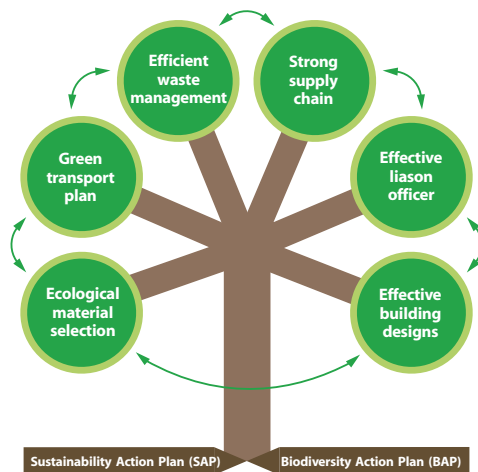 Efficient
waste
management
Strong
supply
chain
Green
transport
plan
Effective
liason
officer
Ecological
material
selection
Effective
building
designs
Sustainability Action Plan (SAP)
Biodiversity Action Plan (BAP)